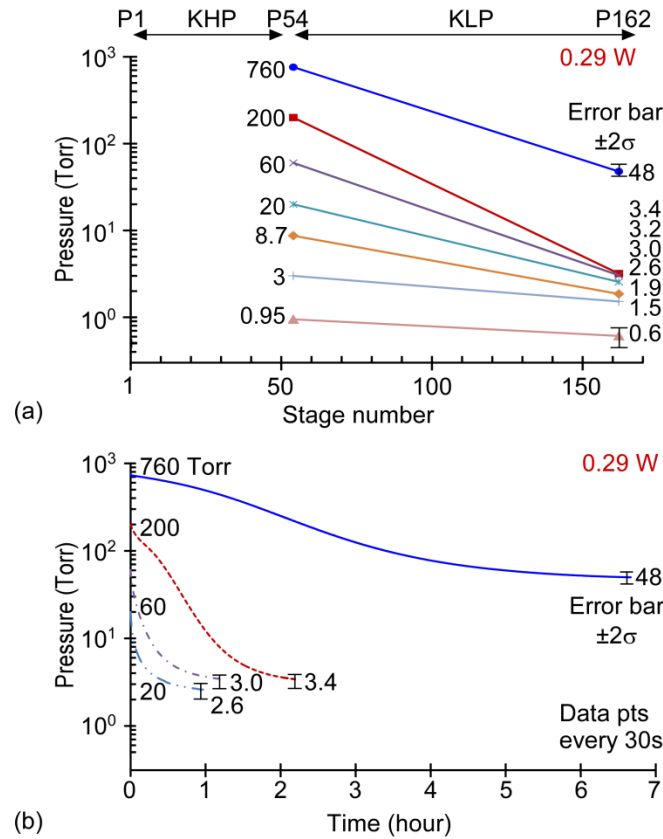 P1 KHP P54 KLP P162
0.29 W
10³
10²
10¹
10⁰
Pressure (Torr)
760
200
60
20
8.7
3
0.95
Error bar
±2σ
48
3.4
3.2
3.0
2.6
1.9
1.5
0.6
1 50 100 150
Stage number
(a)
0.29 W
10³
10²
10¹
10⁰
Pressure (Torr)
760 Torr
200
60
20
48
Error bar
±2σ
3.0
3.4
2.6
Data pts
every 30s
0 1 2 3 4 5 6 7
Time (hour)
(b)